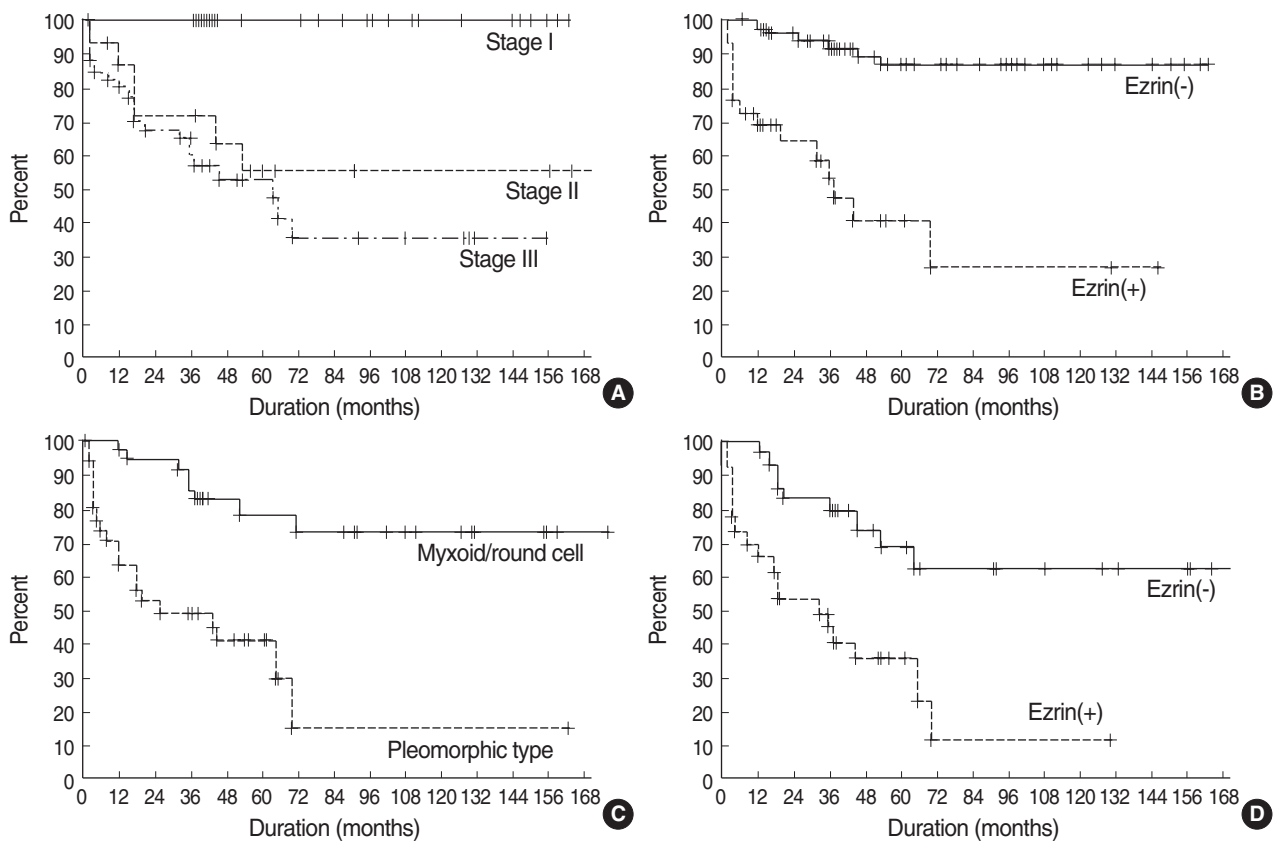 100
90
80
70
60
50
40
30
20
10
0
Percent
Stage I
Stage II
Stage III
0 12 24 36 48 60 72 84 96 108 120 132 144 156 168
Duration (months)
A
100
90
80
70
60
50
40
30
20
10
0
Percent
Ezrin(-)
Ezrin(+)
0 12 24 36 48 60 72 84 96 108 120 132 144 156 168
Duration (months)
B
100
90
80
70
60
50
40
30
20
10
0
Percent
Myxoid/round cell
Pleomorphic type
0 12 24 36 48 60 72 84 96 108 120 132 144 156 168
Duration (months)
C
100
90
80
70
60
50
40
30
20
10
0
Percent
Ezrin(-)
Ezrin(+)
0 12 24 36 48 60 72 84 96 108 120 132 144 156 168
Duration (months)
D